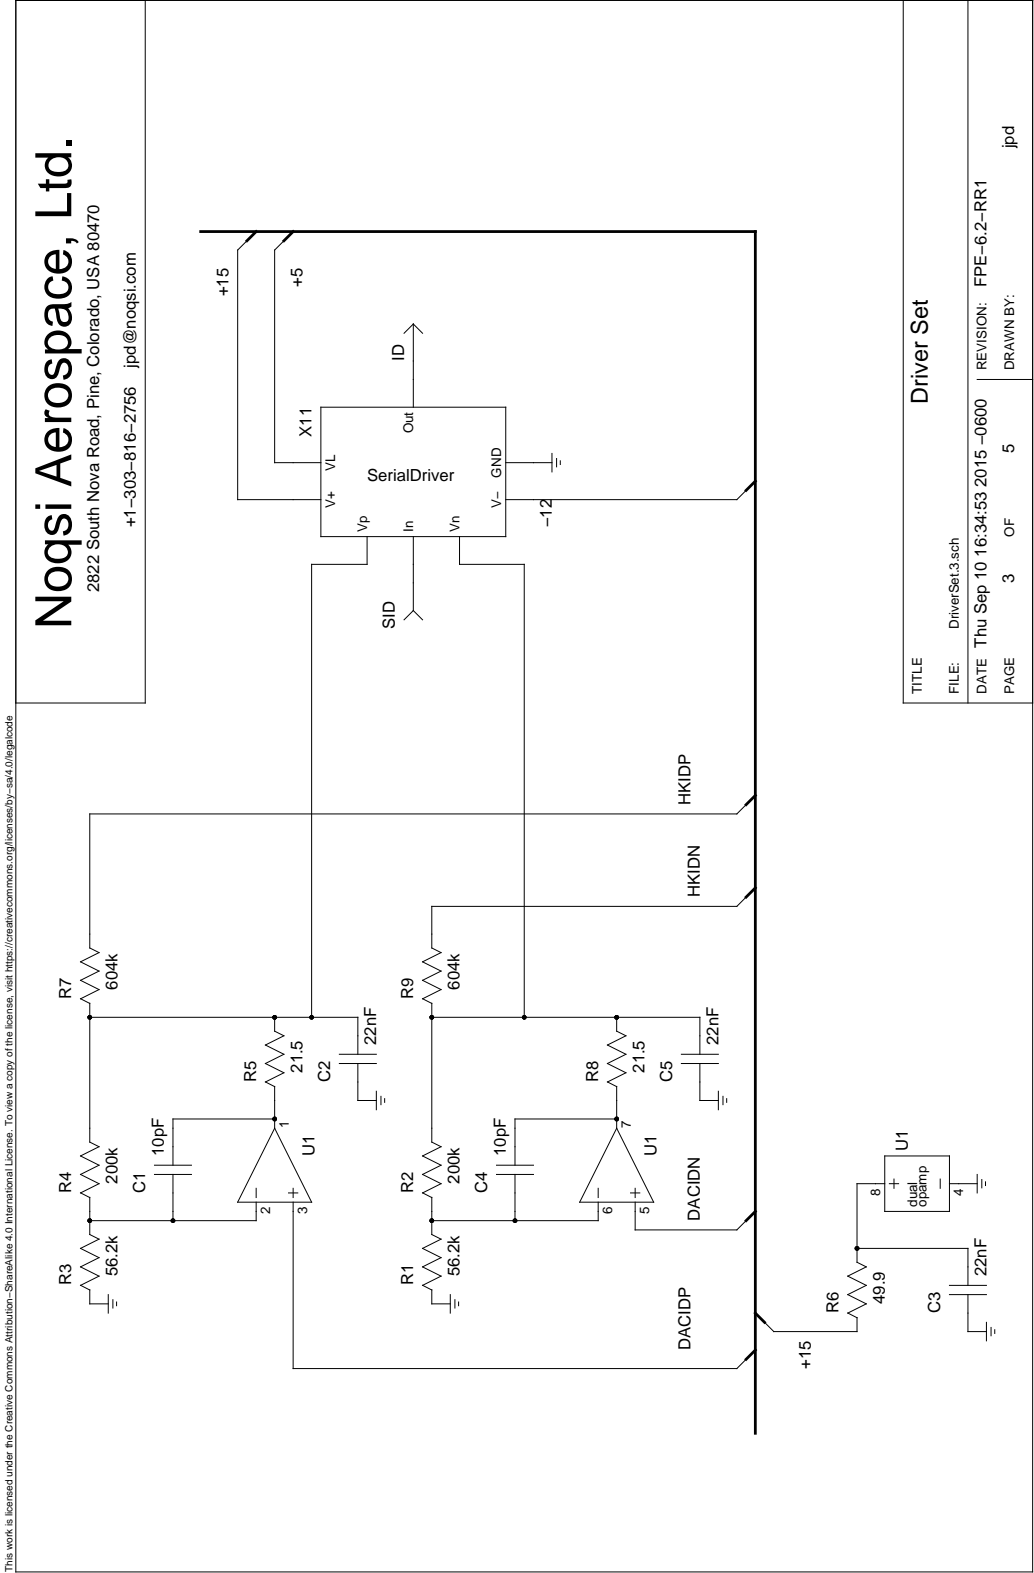 This work is licensed under the Creative Commons Attribution–ShareAlike 4.0 International License. To view a copy of the license, visit https://creativecommons.org/licenses/by–sa/4.0/legalcode
Noqsi Aerospace, Ltd.
2822 South Nova Road, Pine, Colorado, USA 80470
+1–303–816–2756 jpd@noqsi.com
R3
56.2k
R4
200k
R7
604k
C1
10pF
2
3
1
U1
R5
21.5
C2
22nF
R1
56.2k
R2
200k
R9
604k
C4
10pF
6
5
7
U1
R8
21.5
C5
22nF
DACIDP
DACIDN
HKIDN
HKIDP
+15
+5
X11
V+
VL
Vp
In
Vn
SerialDriver
Out
V–
GND
–12
SID
ID
+15
R6
49.9
C3
22nF
U1
8
dual
opamp
4
TITLE
Driver Set
FILE: DriverSet.3.sch
DATE Thu Sep 10 16:34:53 2015 –0600
REVISION: FPE–6.2–RR1
PAGE 3 OF 5
DRAWN BY: jpd